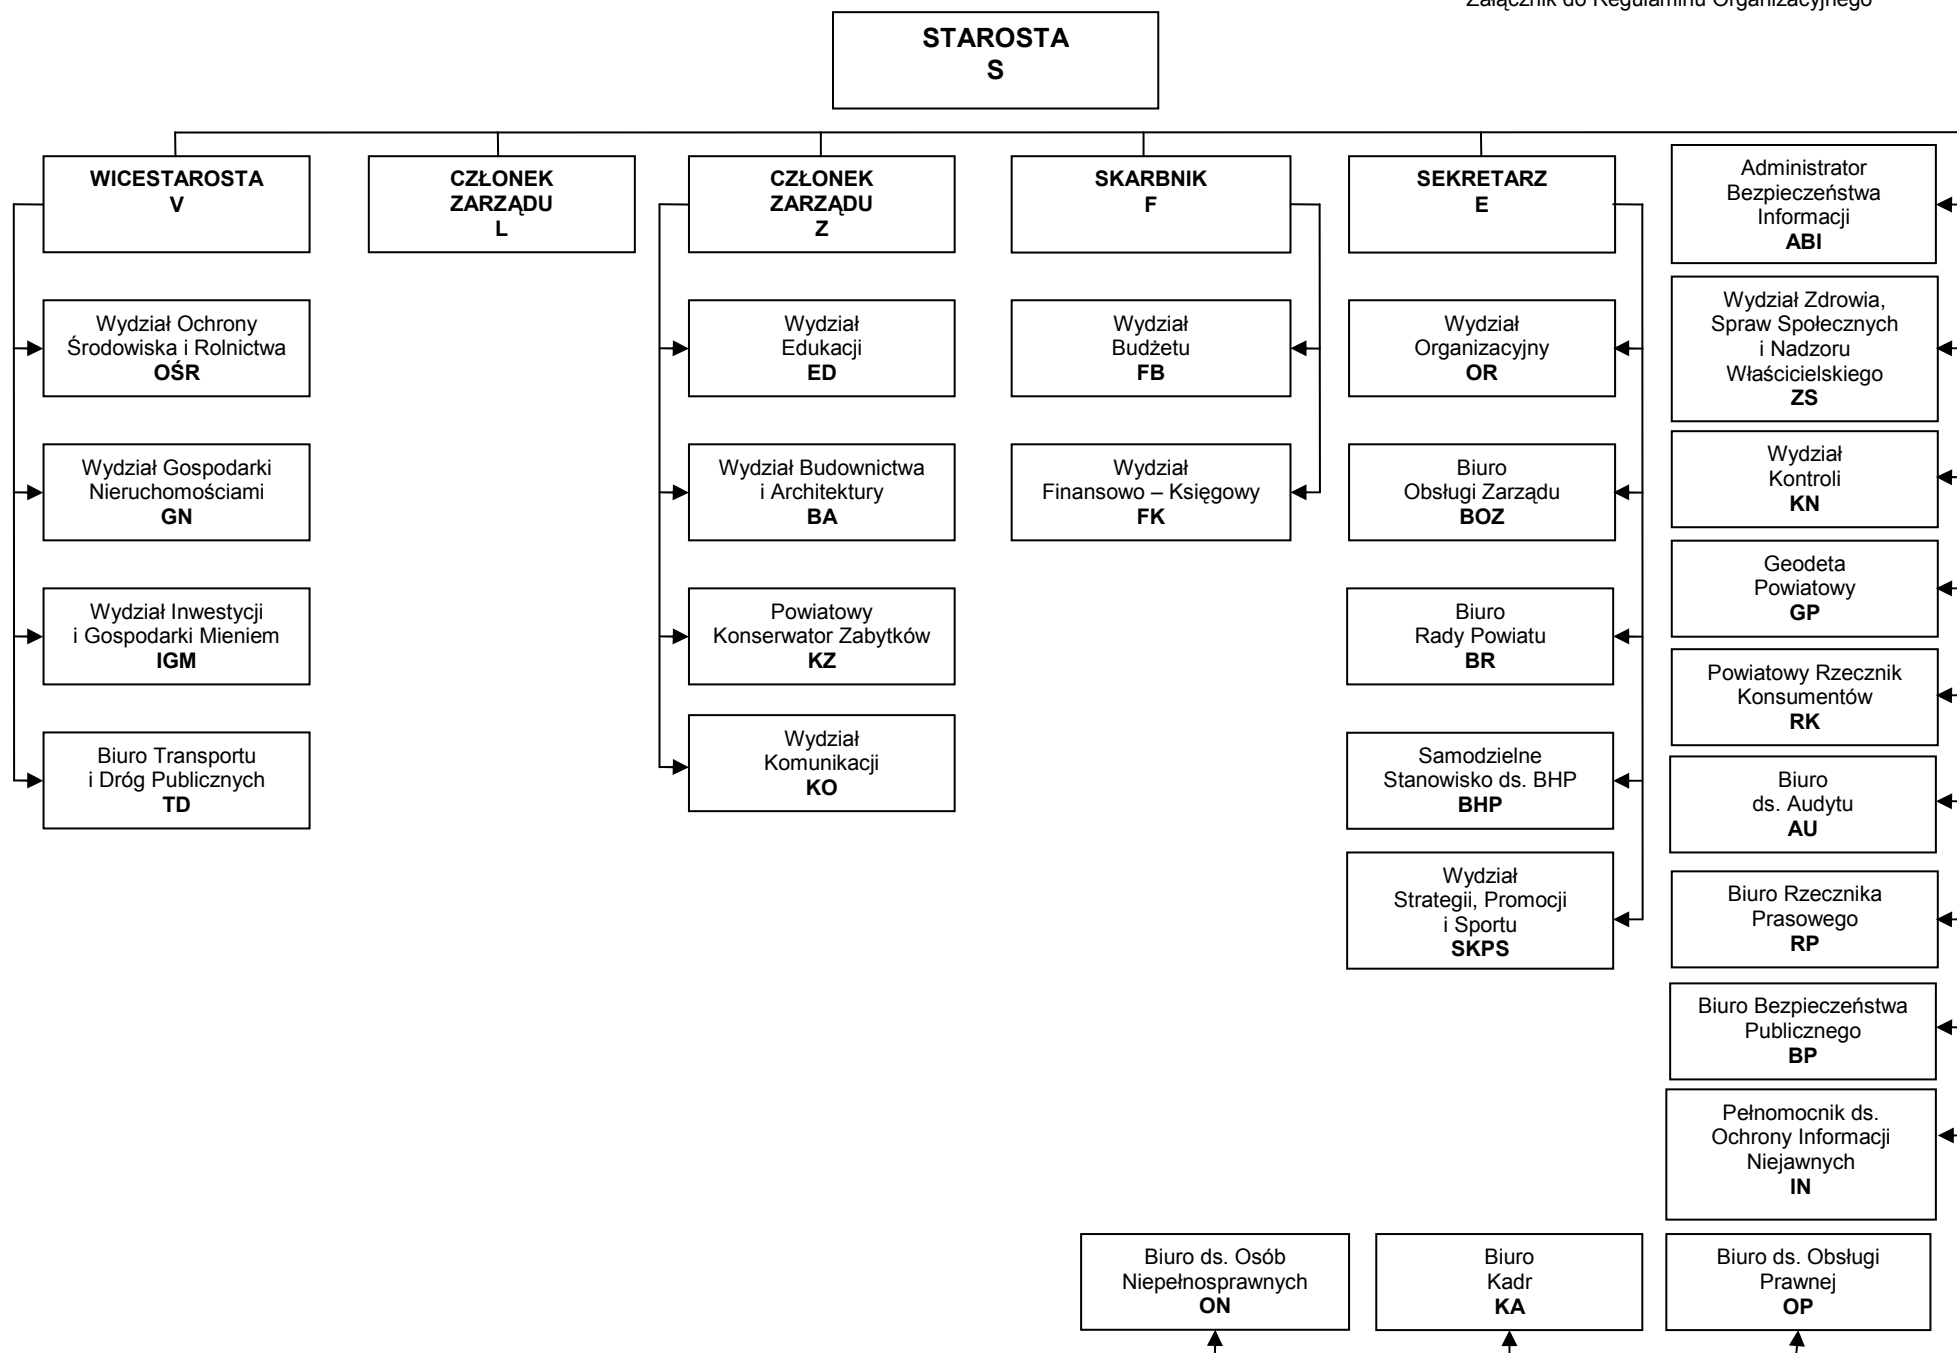 Załącznik do Regulaminu Organizacyjnego
STAROSTA
S
WICESTAROSTA
V
CZŁONEK
ZARZĄDU
L
CZŁONEK
ZARZĄDU
Z
SKARBNIK
F
SEKRETARZ
E
Administrator
Bezpieczeństwa
Informacji
ABI
Wydział Ochrony
Środowiska i Rolnictwa
OŚR
Wydział
Edukacji
ED
Wydział
Budżetu
FB
Wydział
Organizacyjny
OR
Wydział Zdrowia,
Spraw Społecznych
i Nadzoru
Właścicielskiego
ZS
Wydział Gospodarki
Nieruchomościami
GN
Wydział Budownictwa
i Architektury
BA
Wydział
Finansowo – Księgowy
FK
Biuro
Obsługi Zarządu
BOZ
Wydział
Kontroli
KN
Geodeta
Powiatowy
GP
Wydział Inwestycji
i Gospodarki Mieniem
IGM
Powiatowy
Konserwator Zabytków
KZ
Biuro
Rady Powiatu
BR
Powiatowy Rzecznik
Konsumentów
RK
Biuro Transportu
i Dróg Publicznych
TD
Wydział
Komunikacji
KO
Samodzielne
Stanowisko ds. BHP
BHP
Biuro
ds. Audytu
AU
Wydział
Strategii, Promocji
i Sportu
SKPS
Biuro Rzecznika
Prasowego
RP
Biuro Bezpieczeństwa
Publicznego
BP
Pełnomocnik ds.
Ochrony Informacji
Niejawnych
IN
Biuro ds. Osób
Niepełnosprawnych
ON
Biuro
Kadr
KA
Biuro ds. Obsługi
Prawnej
OP